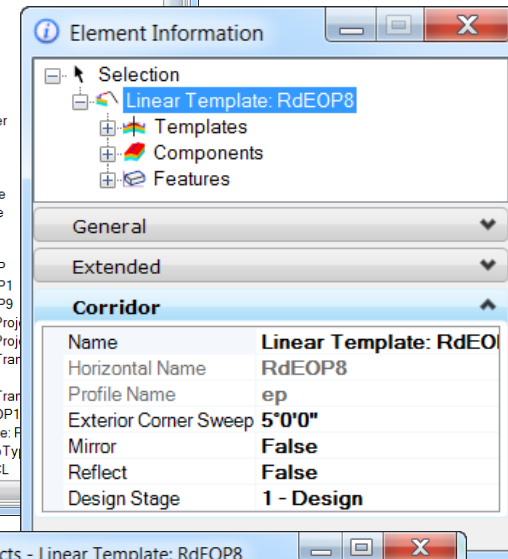 Element Information
Selection
Linear Template: RdEOP8
Templates
Components
Features
General
Extended
Corridor
Name Linear Template: RdEO
Horizontal Name RdEOP8
Profile Name ep
Exterior Corner Sweep 5°0'0"
Mirror False
Reflect False
Design Stage 1 - Design
cts - Linear Template: RdEOP8